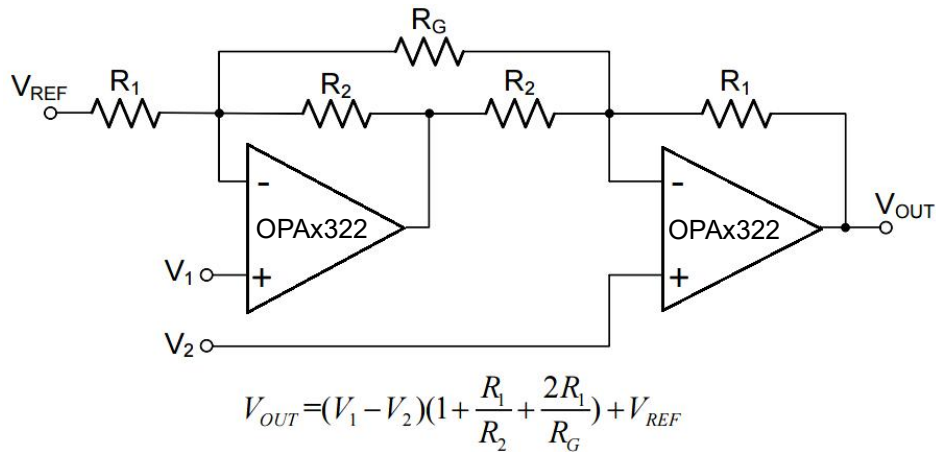 R_G
V_REF R_1 R_2 R_2 R_1
- -
OPAx322 OPAx322 V_OUT
V_1 + +
V_2
V_OUT=(V_1−V_2)(1+R_1/R_2+2R_1/R_G)+V_REF